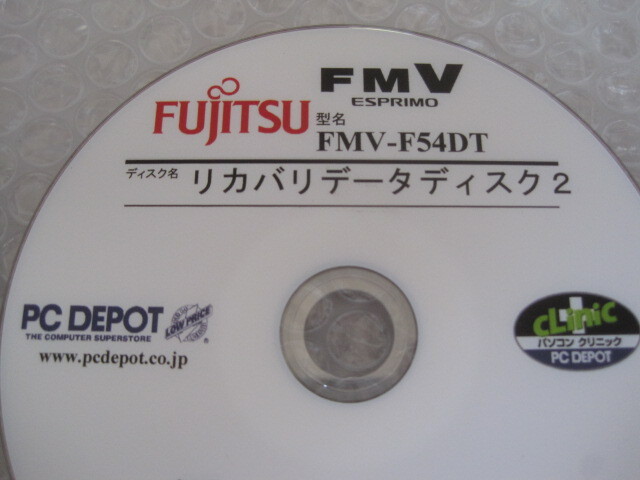 FUJITSU
FMV
ESPRIMO
型名
FMV-F54DT
ディスク名 リカバリデータディスク2
PC DEPOT
THE COMPUTER SUPERSTORE
LOW PRICE
®
www.pcdepot.co.jp
cLinic
パソコン クリニック
PC DEPOT